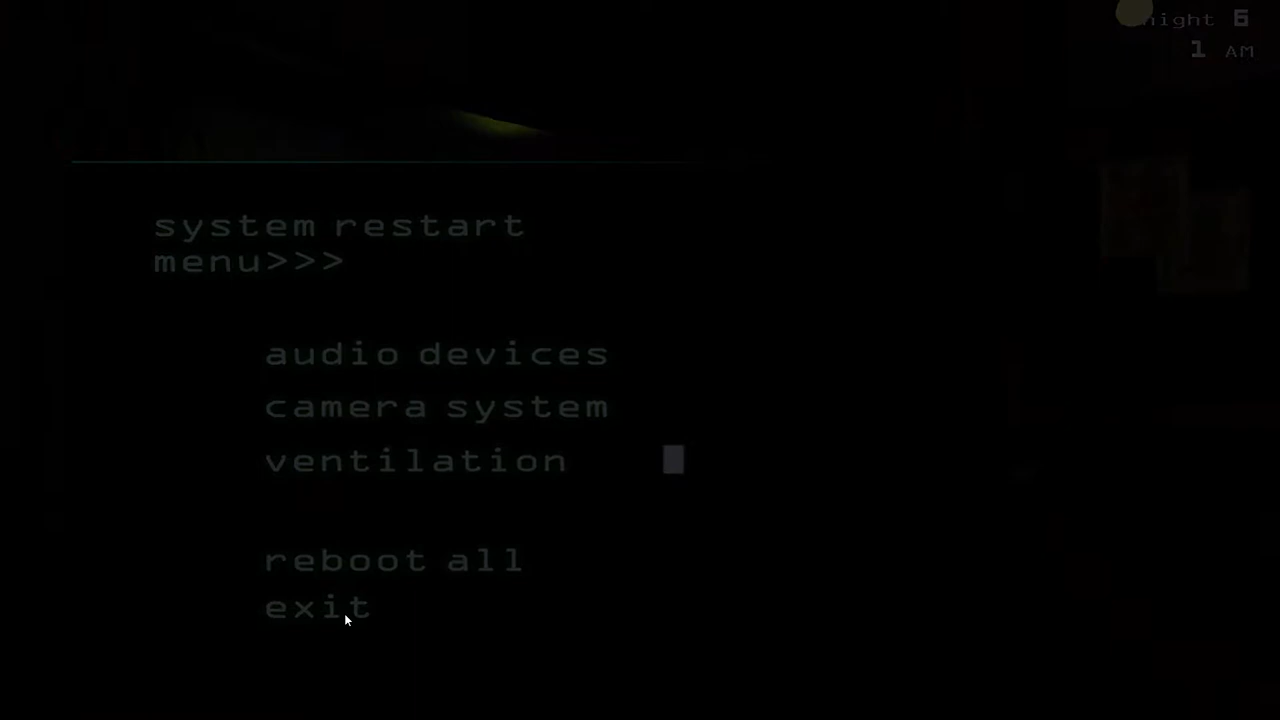 night 6
1 AM
system restart
menu>>>
audio devices
camera system
ventilation
reboot all
exit